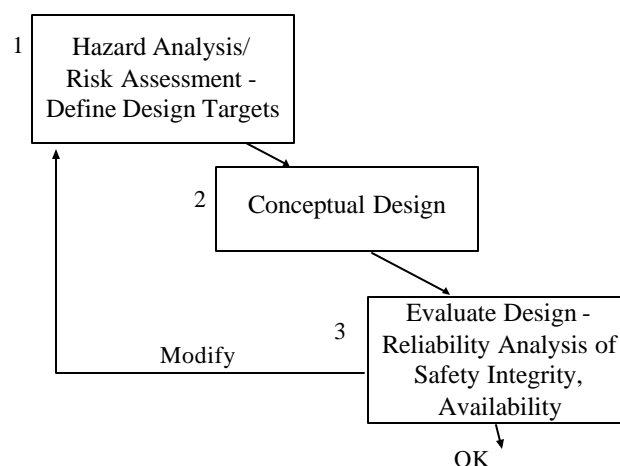 1
Hazard Analysis/
Risk Assessment -
Define Design Targets
2
Conceptual Design
3
Evaluate Design -
Reliability Analysis of
Safety Integrity,
Availability
Modify
OK